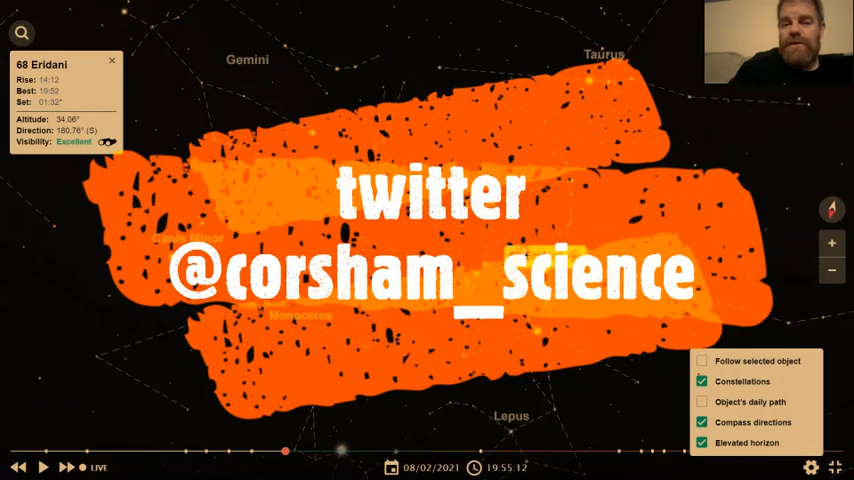 68 Eridani
Rise: 14:12
Best: 19:52
Set: 01:32*
Altitude: 34.06°
Direction: 180.76° (S)
Visibility: Excellent
Gemini
Taurus
twitter
Canis Minor
@corsham_science
Monoceros
Lepus
Follow selected object
Constellations
Object's daily path
Compass directions
Elevated horizon
LIVE
08/02/2021
19:55:12